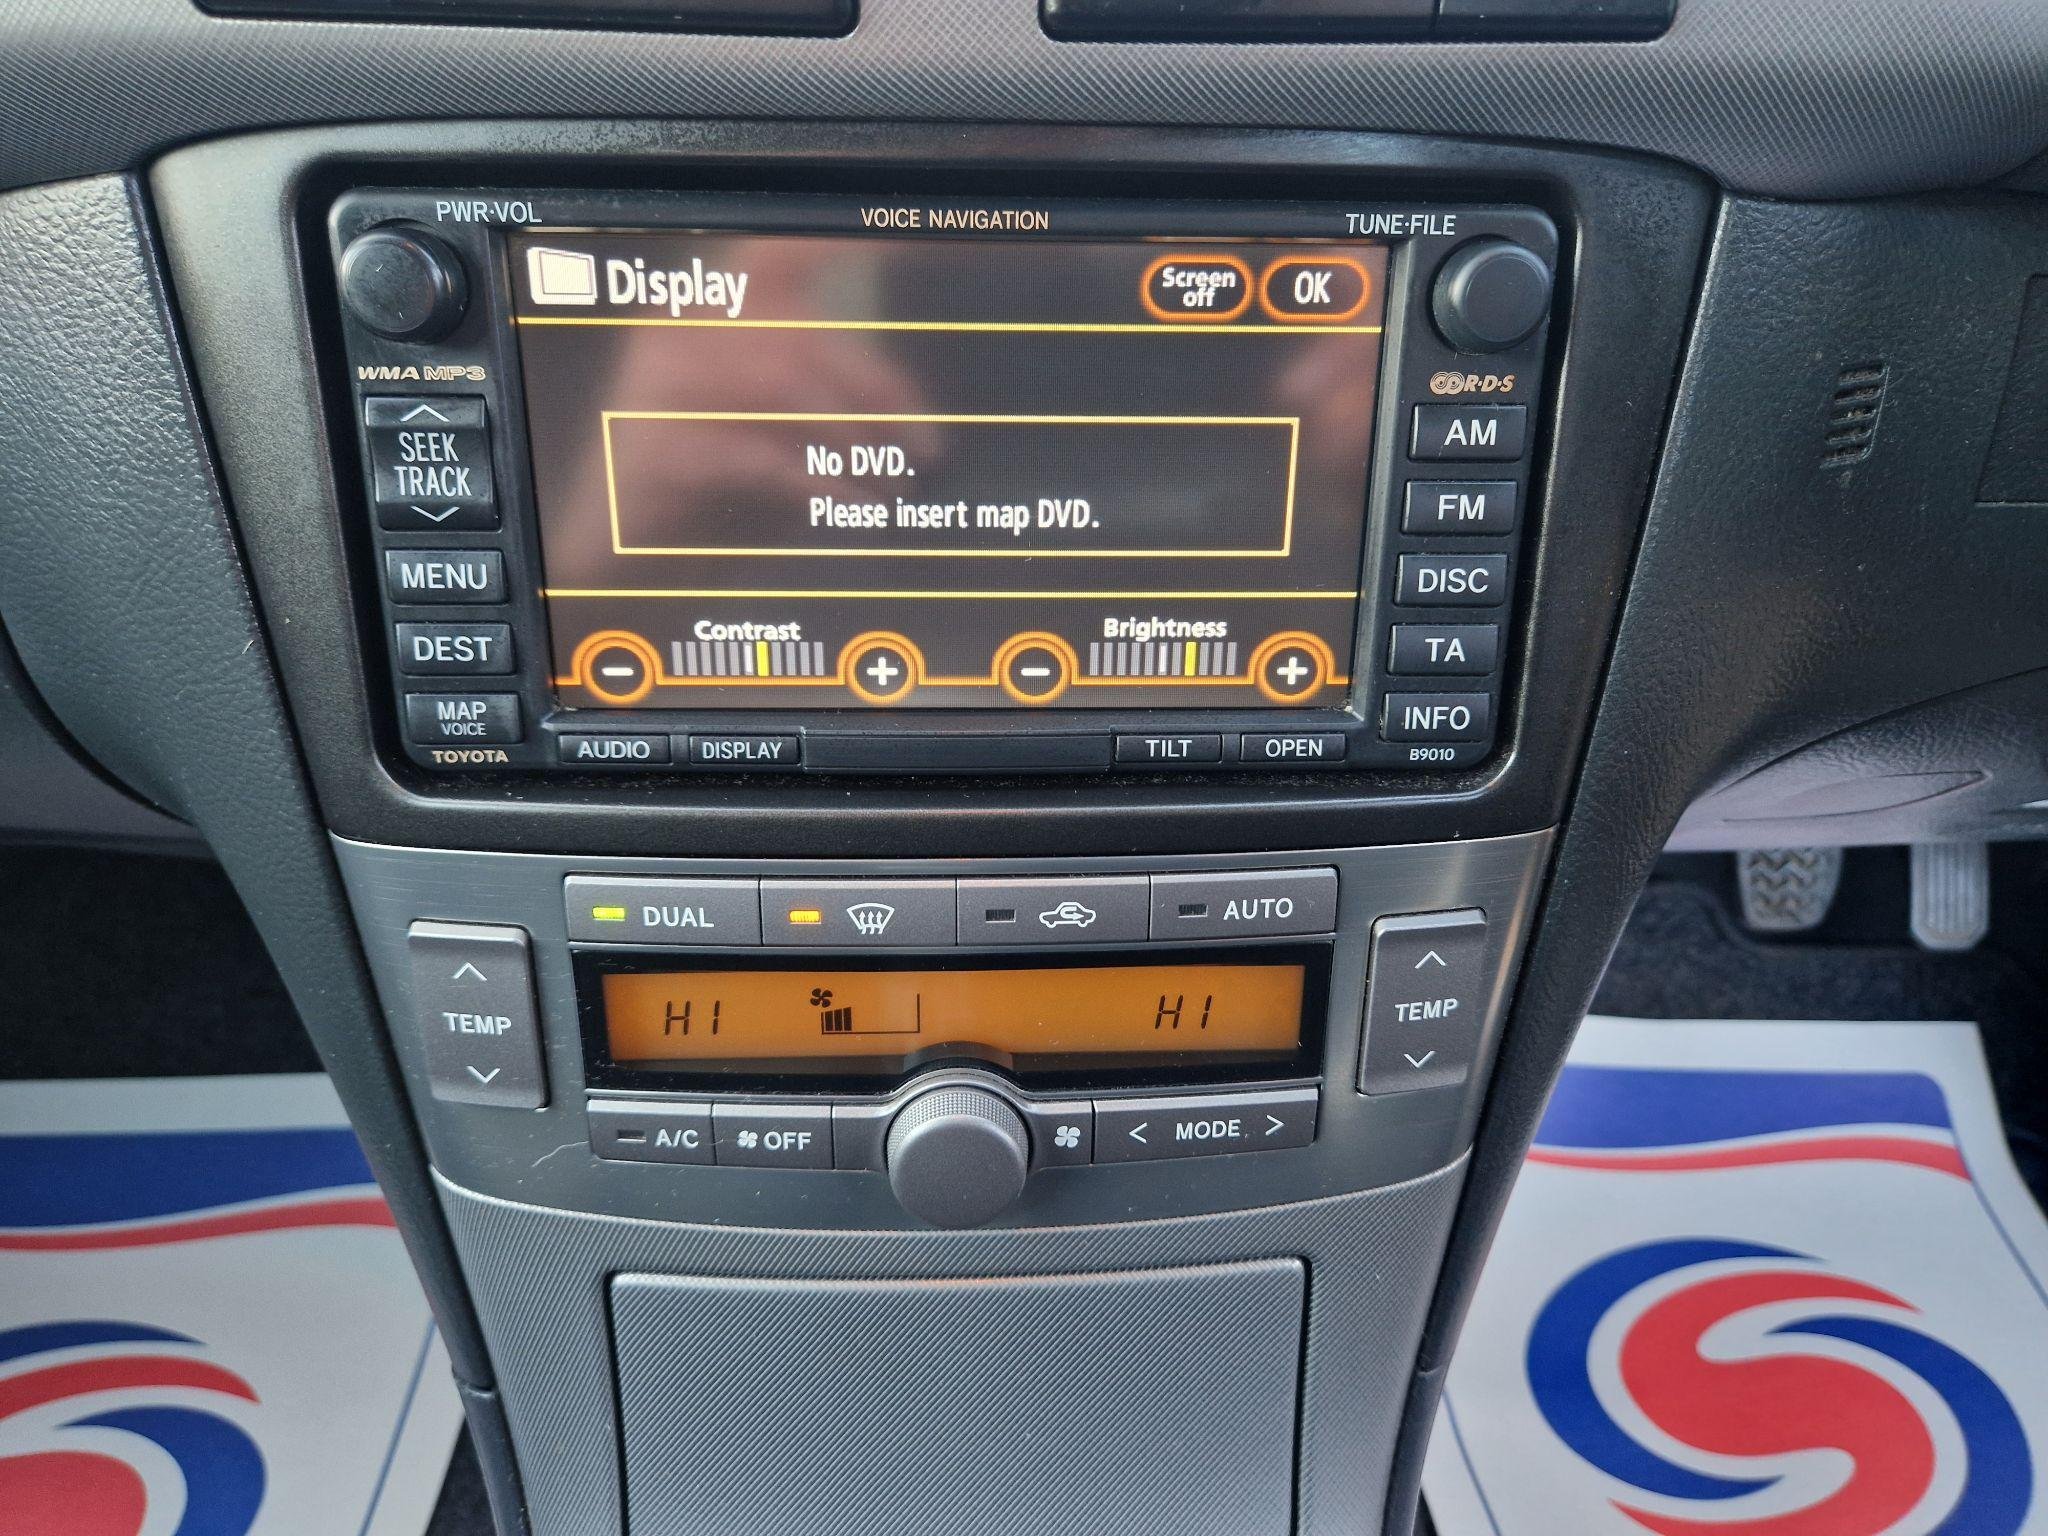 PWR·VOL
VOICE NAVIGATION
TUNE·FILE
Display
Screen
off
OK
WMA MP3
R·D·S
SEEK
TRACK
AM
No DVD.
Please insert map DVD.
FM
MENU
DISC
Contrast
Brightness
DEST
TA
MAP
VOICE
INFO
TOYOTA
AUDIO
DISPLAY
TILT
OPEN
B9010
DUAL
AUTO
TEMP
HI
HI
TEMP
A/C
OFF
< MODE >